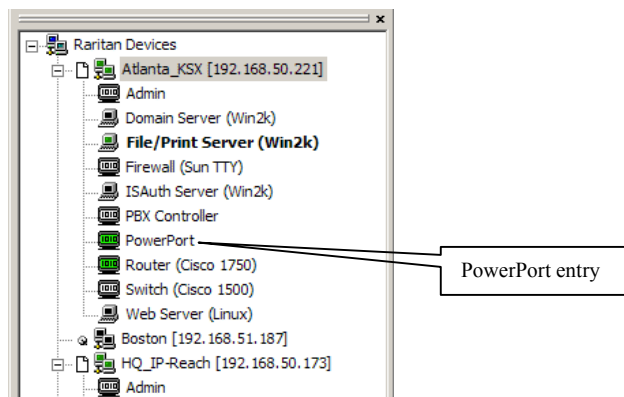 Raritan Devices
Atlanta_KSX [192.168.50.221]
Admin
Domain Server (Win2k)
File/Print Server (Win2k)
Firewall (Sun TTY)
ISAuth Server (Win2k)
PBX Controller
PowerPort
PowerPort entry
Router (Cisco 1750)
Switch (Cisco 1500)
Web Server (Linux)
Boston [192.168.51.187]
HQ_IP-Reach [192.168.50.173]
Admin